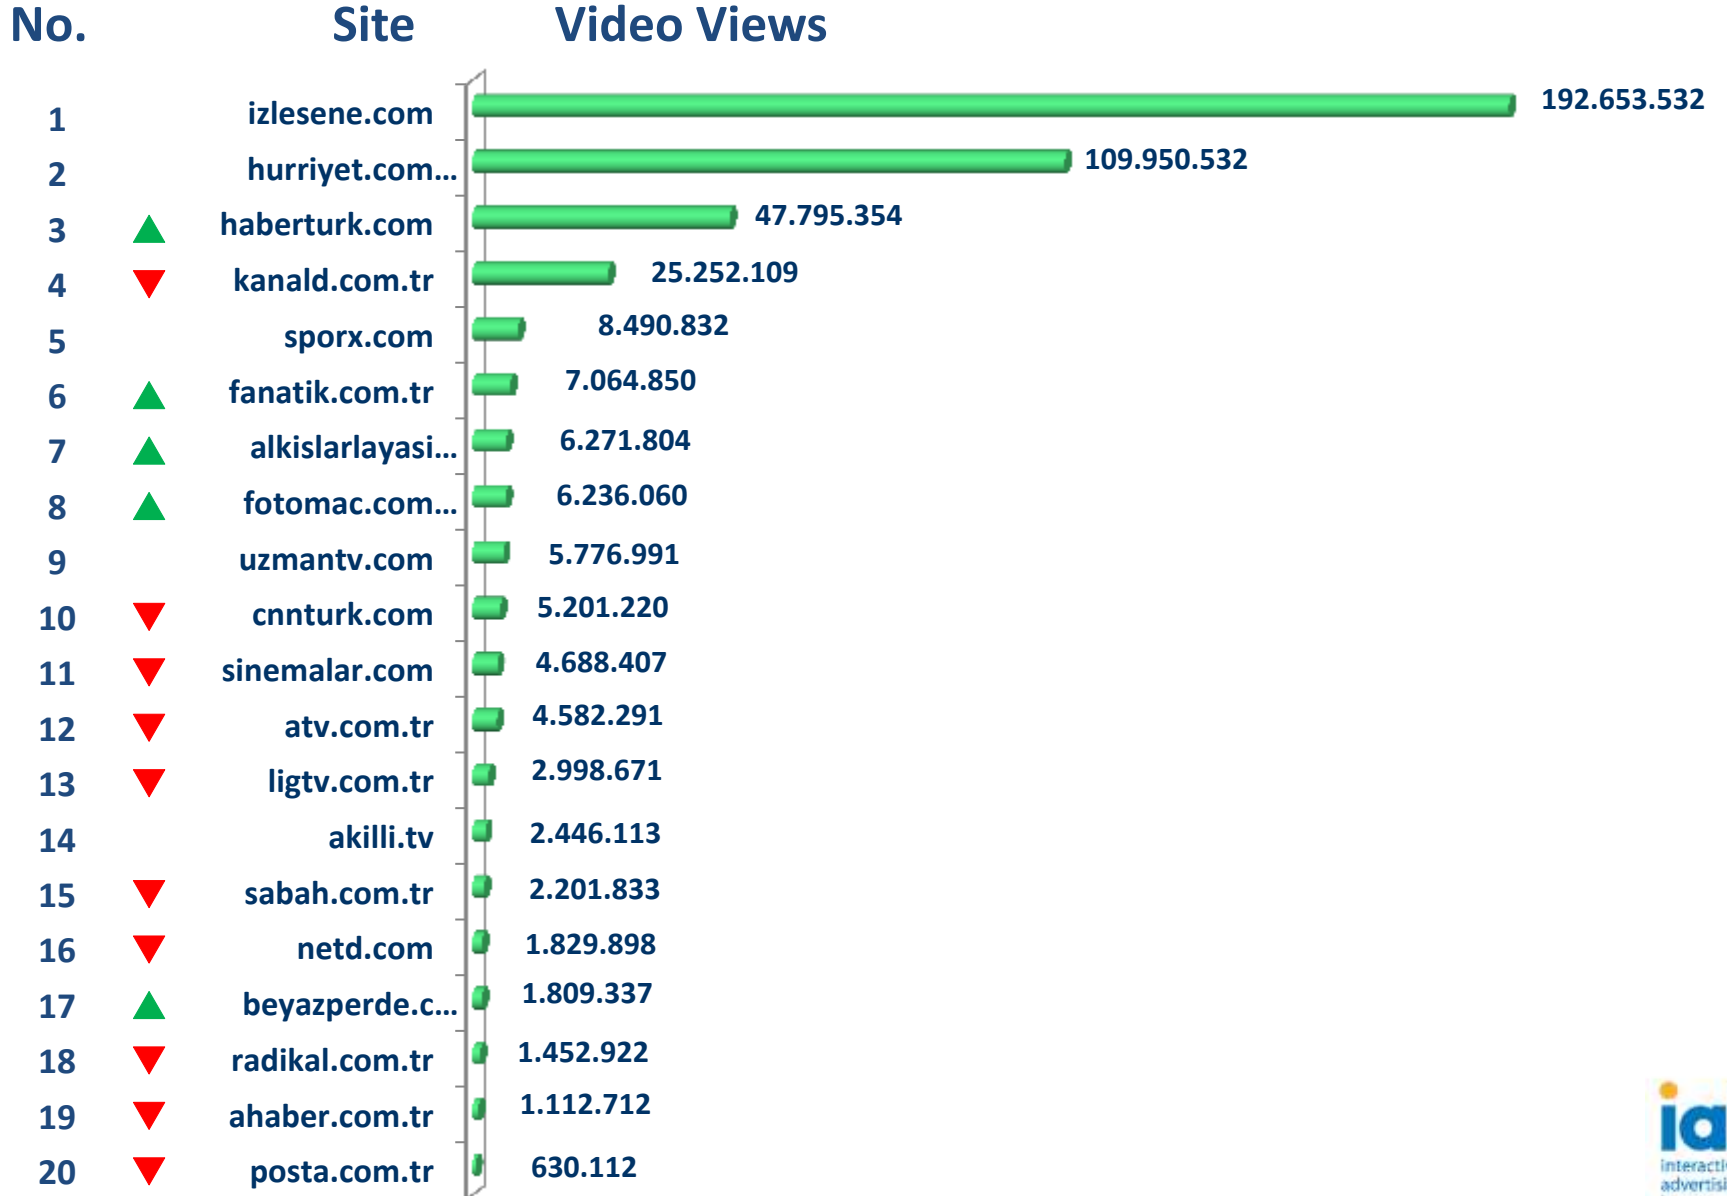 No. Site Video Views
1 izlesene.com 192.653.532
2 hurriyet.com… 109.950.532
3 haberturk.com 47.795.354
4 kanald.com.tr 25.252.109
5 sporx.com 8.490.832
6 fanatik.com.tr 7.064.850
7 alkislarlayasi… 6.271.804
8 fotomac.com… 6.236.060
9 uzmantv.com 5.776.991
10 cnnturk.com 5.201.220
11 sinemalar.com 4.688.407
12 atv.com.tr 4.582.291
13 ligtv.com.tr 2.998.671
14 akilli.tv 2.446.113
15 sabah.com.tr 2.201.833
16 netd.com 1.829.898
17 beyazperde.c… 1.809.337
18 radikal.com.tr 1.452.922
19 ahaber.com.tr 1.112.712
20 posta.com.tr 630.112